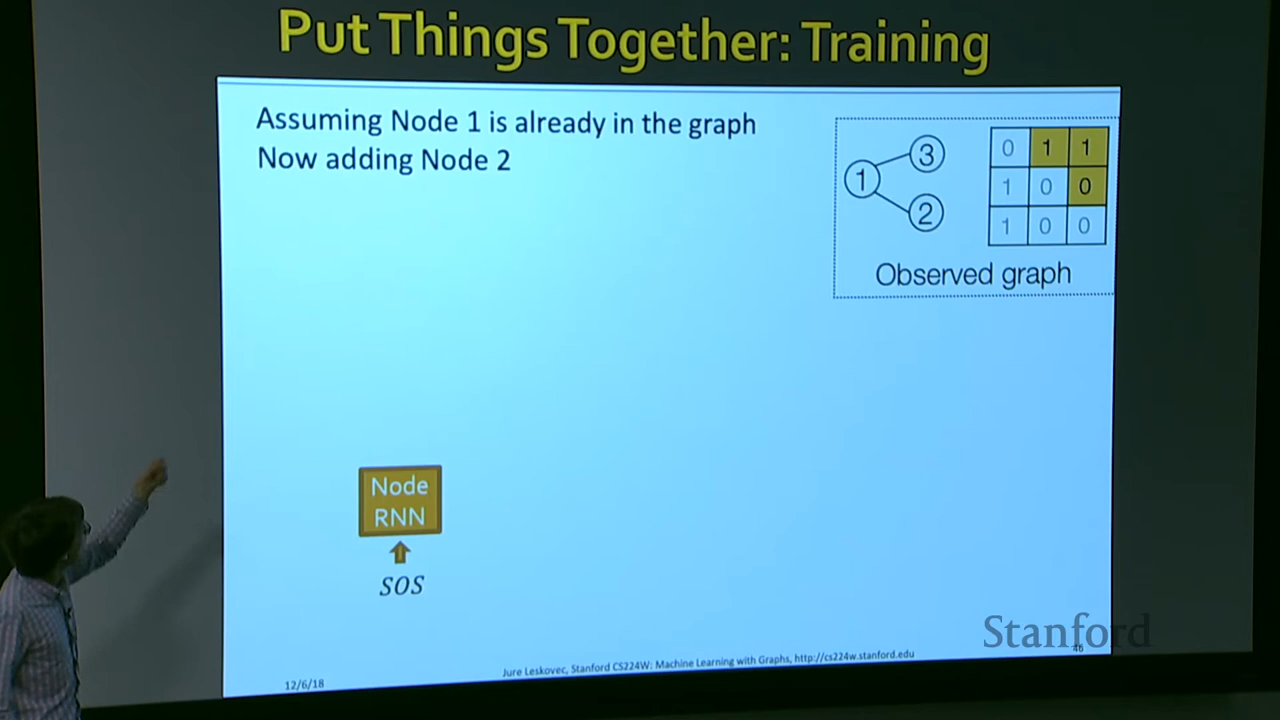 Put Things Together: Training
Assuming Node 1 is already in the graph
Now adding Node 2
1
3
2
0 1 1
1 0 0
1 0 0
Observed graph
Node
RNN
SOS
Stanford
46
Jure Leskovec, Stanford CS224W: Machine Learning with Graphs, http://cs224w.stanford.edu
12/6/18